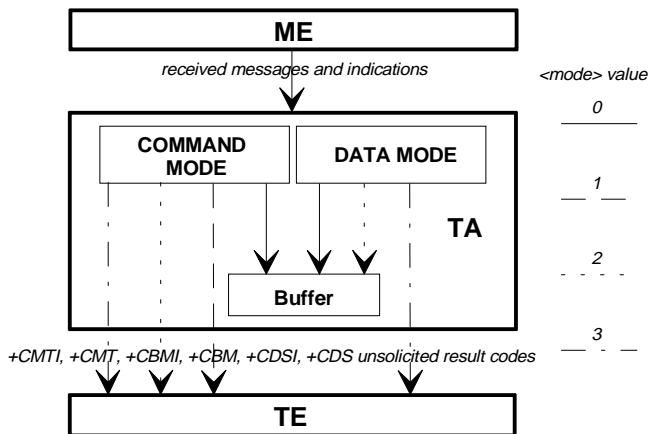 ME
received messages and indications
<mode> value
0
COMMAND
MODE
DATA MODE
1
TA
2
Buffer
3
+CMTI, +CMT, +CBMI, +CBM, +CDSI, +CDS unsolicited result codes
TE